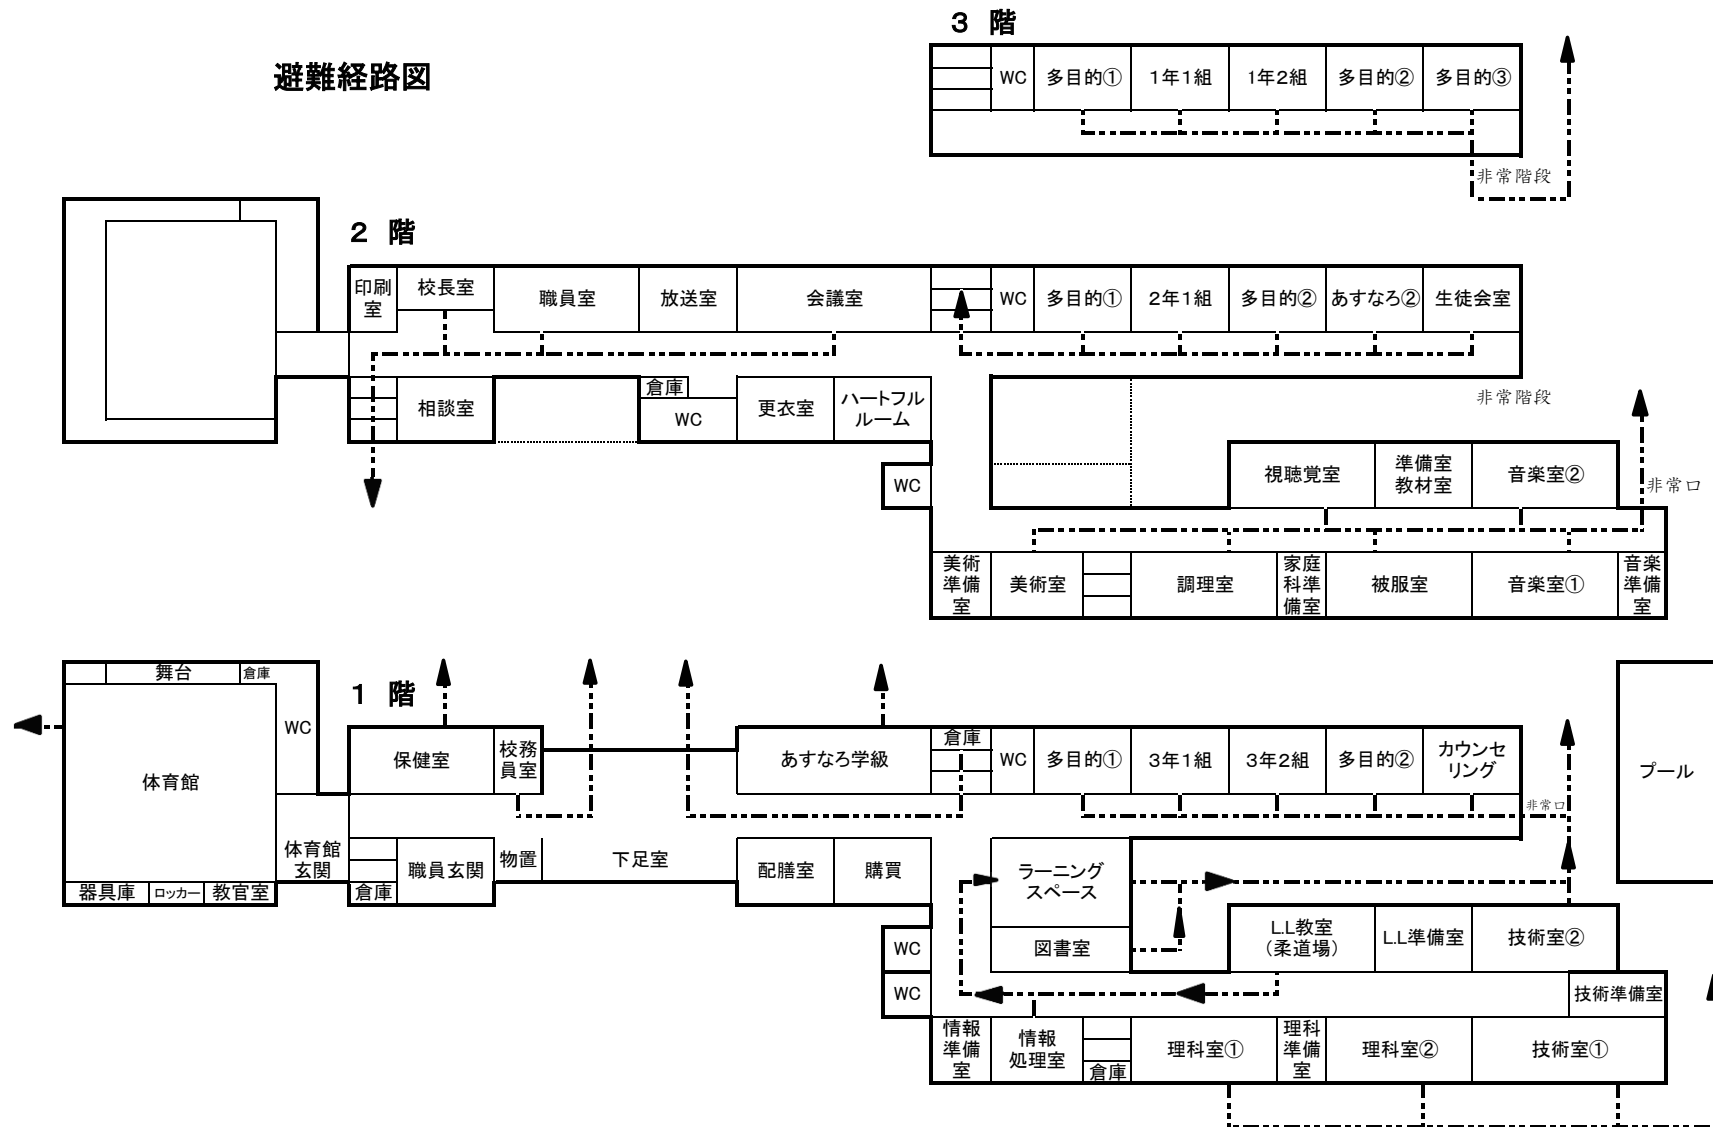 避難経路図
3 階
WC
多目的①
1年1組
1年2組
多目的②
多目的③
非常階段
2 階
印刷
室
校長室
職員室
放送室
会議室
WC
多目的①
2年1組
多目的②
あすなろ②
生徒会室
相談室
倉庫
WC
更衣室
ハートフル
ルーム
非常階段
WC
視聴覚室
準備室
教材室
音楽室②
非常口
美術
準備
室
美術室
調理室
家庭
科準
備室
被服室
音楽室①
音楽
準備
室
1 階
舞台
倉庫
WC
体育館
保健室
校務
員室
あすなろ学級
倉庫
WC
多目的①
3年1組
3年2組
多目的②
カウンセ
リング
非常口
プール
体育館
玄関
職員玄関
物置
下足室
配膳室
購買
ラーニング
スペース
器具庫
ロッカー
教官室
倉庫
WC
図書室
L.L教室
（柔道場）
L.L準備室
技術室②
WC
技術準備室
情報
準備
室
情報
処理室
倉庫
理科室①
理科
準備
室
理科室②
技術室①